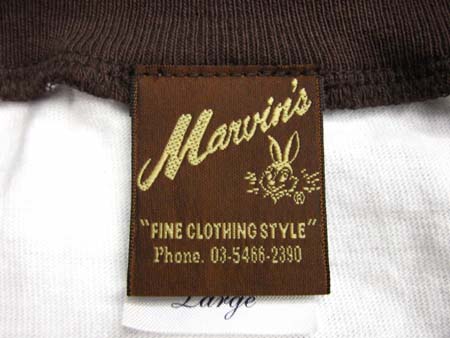 Marvin's
®
"FINE CLOTHING STYLE"
Phone. 03-5466-2390
Large